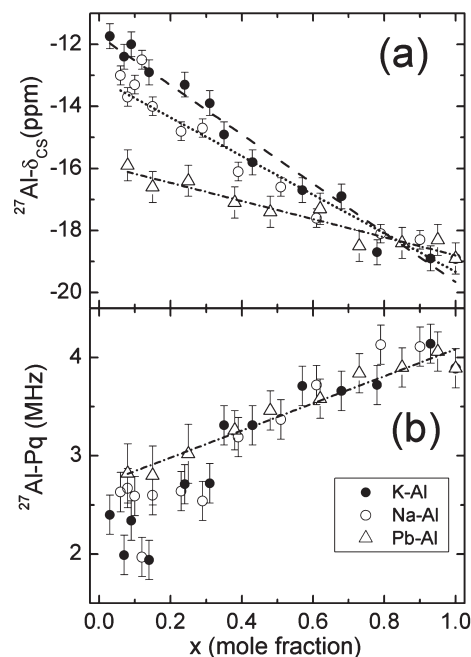 (a)
²⁷Al-δCS(ppm)
-12
-14
-16
-18
-20
(b)
²⁷Al-Pq (MHz)
4
3
2
K-Al
Na-Al
Pb-Al
0.0 0.2 0.4 0.6 0.8 1.0
x (mole fraction)